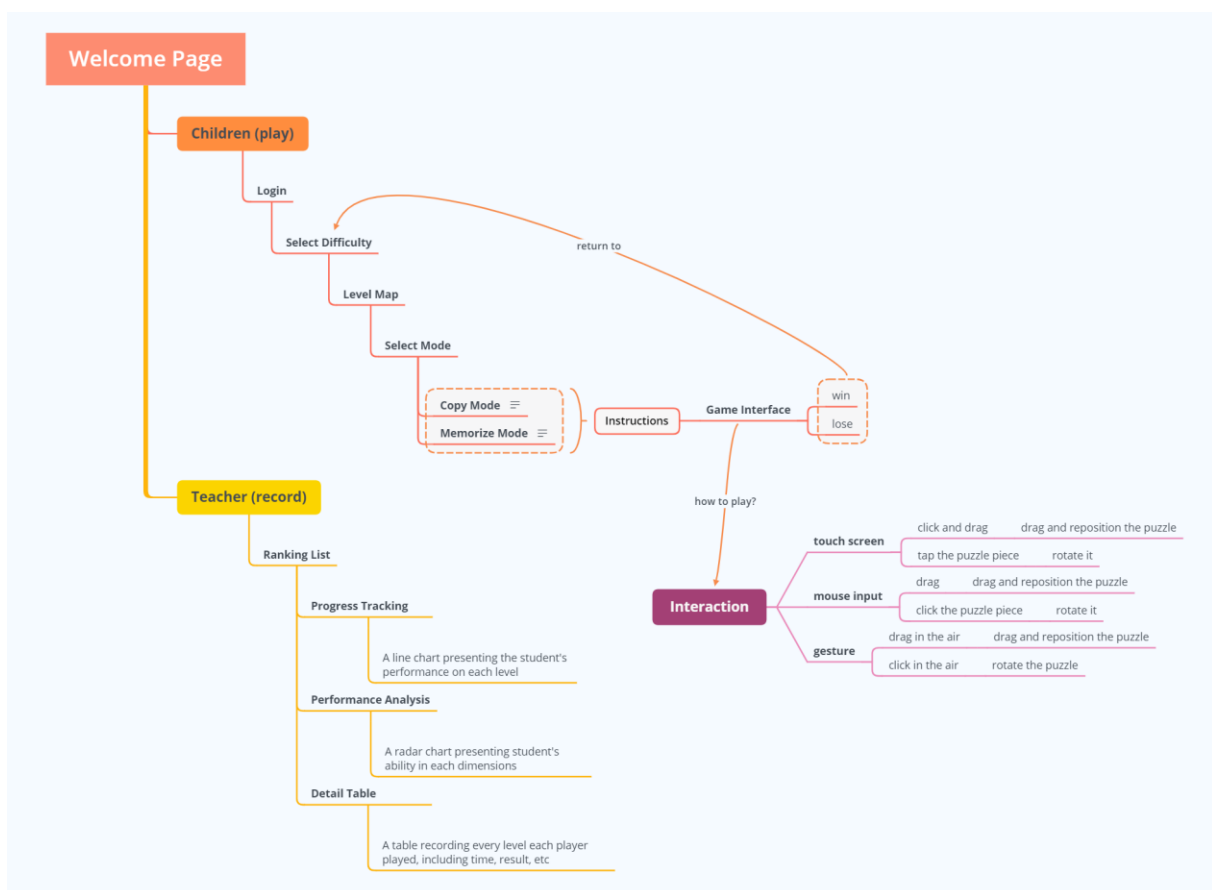 Welcome Page
Children (play)
Login
Select Difficulty
return to
Level Map
Select Mode
Copy Mode
Memorize Mode
Instructions
Game Interface
win
lose
how to play?
Interaction
touch screen
click and drag
drag and reposition the puzzle
tap the puzzle piece
rotate it
mouse input
drag
drag and reposition the puzzle
click the puzzle piece
rotate it
gesture
drag in the air
drag and reposition the puzzle
click in the air
rotate the puzzle
Teacher (record)
Ranking List
Progress Tracking
A line chart presenting the student's
performance on each level
Performance Analysis
A radar chart presenting student's
ability in each dimensions
Detail Table
A table recording every level each player
played, including time, result, etc